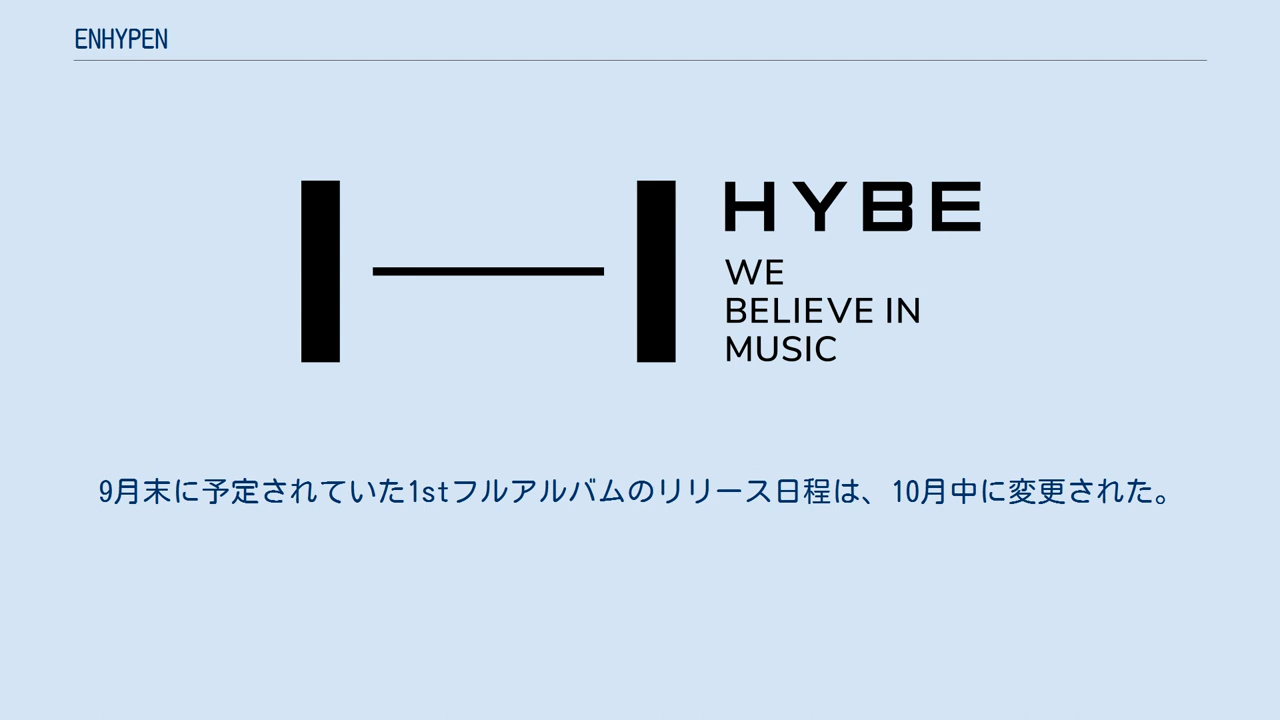 ENHYPEN
HYBE
WE
BELIEVE IN
MUSIC
9月末に予定されていた1stフルアルバムのリリース日程は、10月中に変更された。